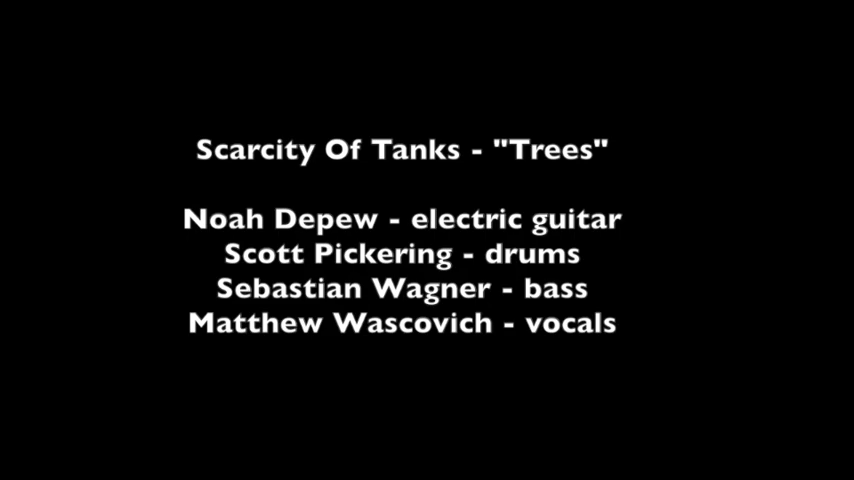 Scarcity Of Tanks - "Trees"
Noah Depew - electric guitar
Scott Pickering - drums
Sebastian Wagner - bass
Matthew Wascovich - vocals